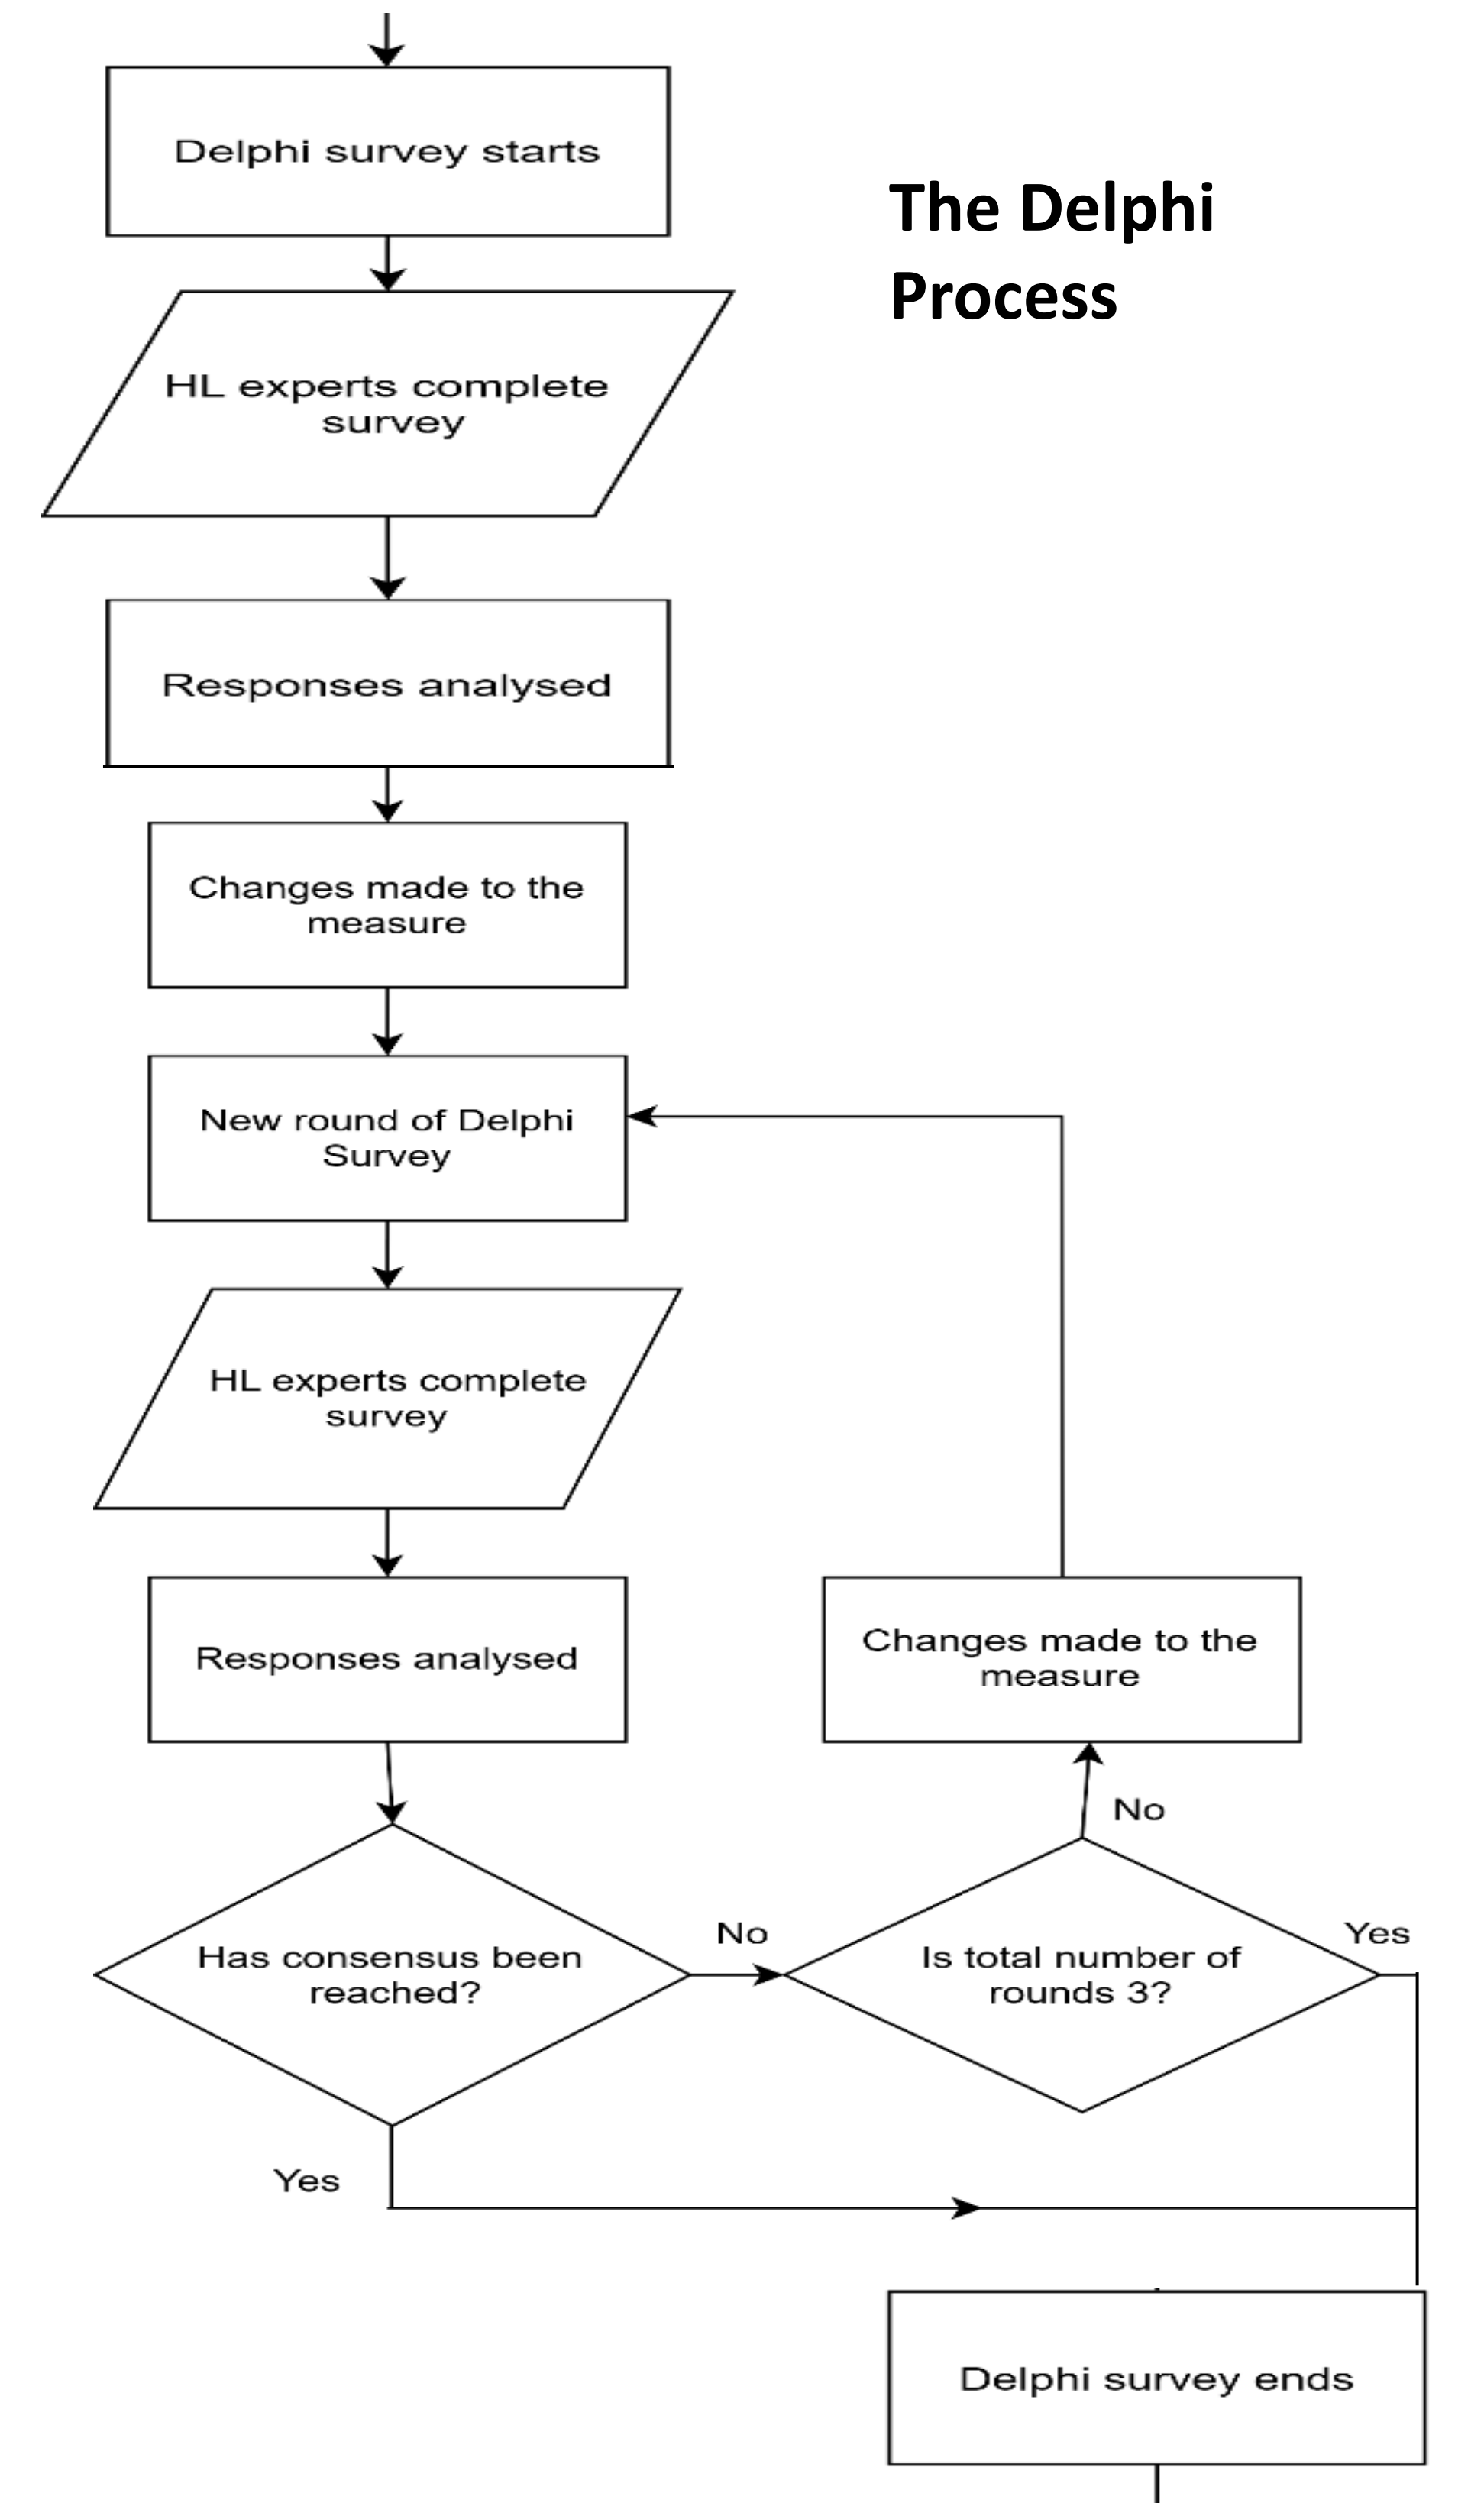 Delphi survey starts
The Delphi
Process
HL experts complete
survey
Responses analysed
Changes made to the
measure
New round of Delphi
Survey
HL experts complete
survey
Responses analysed
Changes made to the
measure
No
Has consensus been
reached?
No
Is total number of
rounds 3?
Yes
Yes
Delphi survey ends